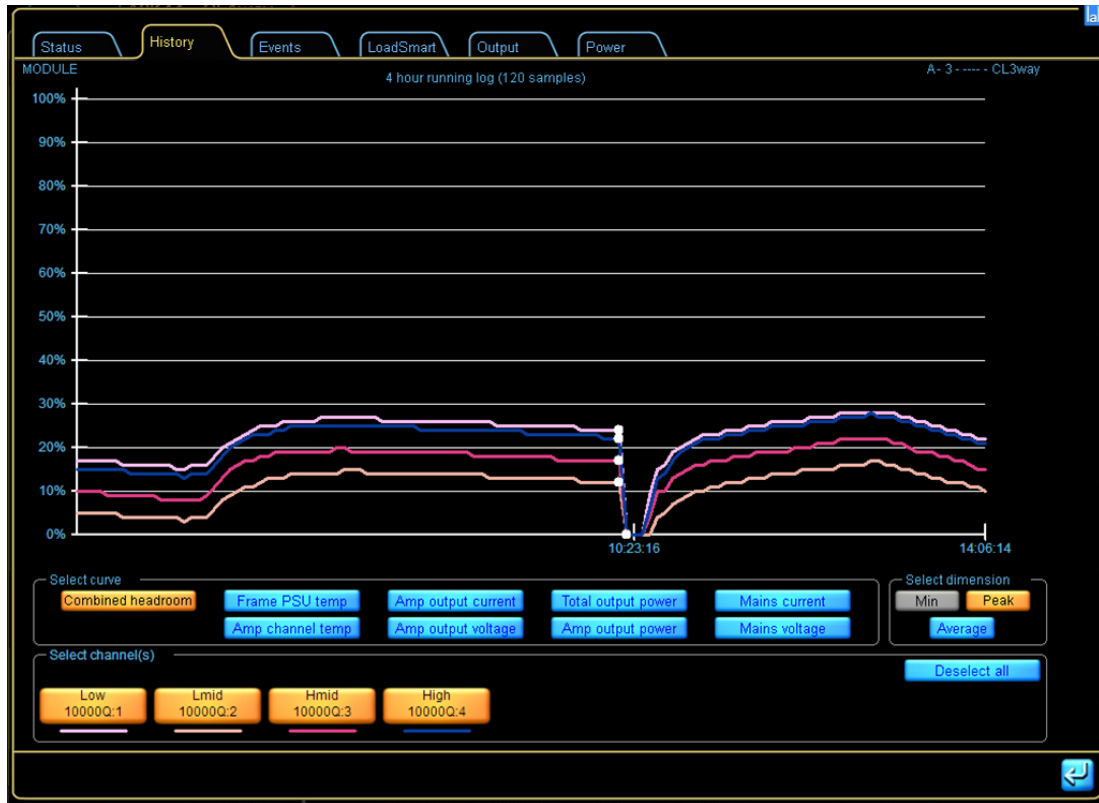 Status
History
Events
LoadSmart
Output
Power
MODULE
4 hour running log (120 samples)
A- 3 - ---- - CL3way
100%
90%
80%
70%
60%
50%
40%
30%
20%
10%
0%
10:23:16
14:06:14
Select curve
Combined headroom
Frame PSU temp
Amp output current
Total output power
Mains current
Amp channel temp
Amp output voltage
Amp output power
Mains voltage
Select dimension
Min
Peak
Average
Select channel(s)
Deselect all
Low
10000Q:1
Lmid
10000Q:2
Hmid
10000Q:3
High
10000Q:4